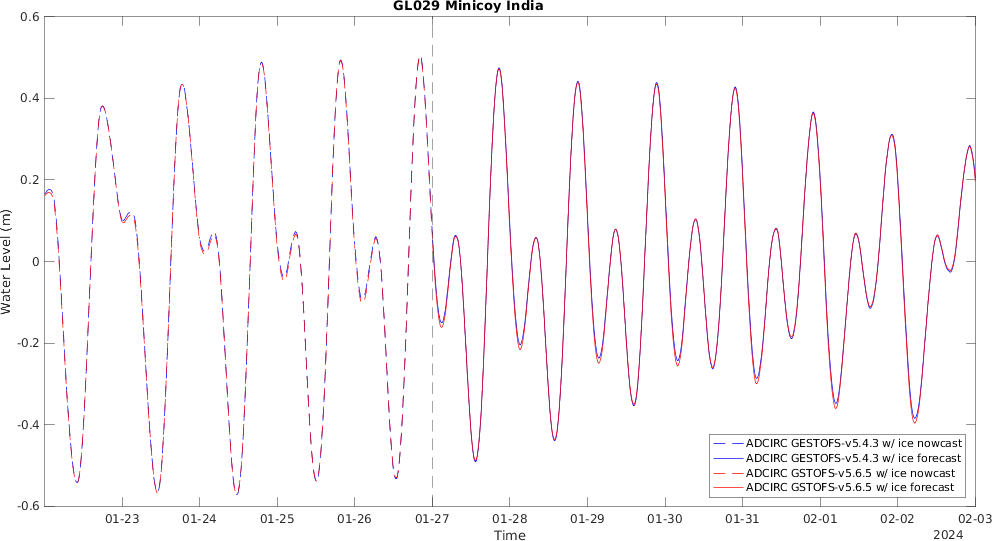 GL029 Minicoy India
0.6
0.4
0.2
0
-0.2
-0.4
-0.6
Water Level (m)
ADCIRC GESTOFS-v5.4.3 w/ ice nowcast
ADCIRC GESTOFS-v5.4.3 w/ ice forecast
ADCIRC GSTOFS-v5.6.5 w/ ice nowcast
ADCIRC GSTOFS-v5.6.5 w/ ice forecast
01-23 01-24 01-25 01-26 01-27 01-28 01-29 01-30 01-31 02-01 02-02 02-03
Time
2024